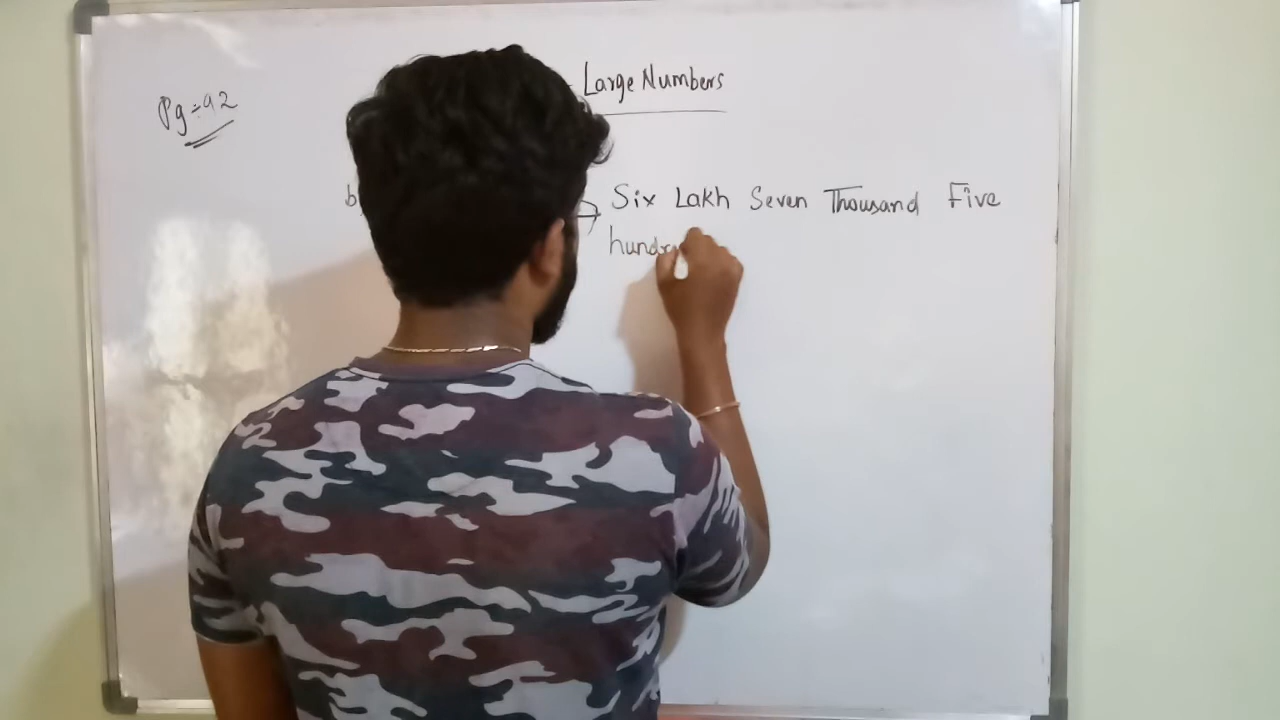 Large Numbers
Pg = 92
b
Six Lakh Seven Thousand Five